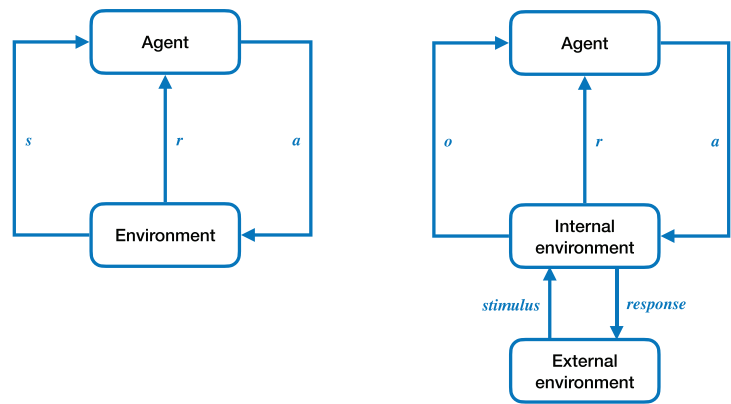 Agent
s
r
a
Environment
Agent
o
r
a
Internal
environment
stimulus
response
External
environment